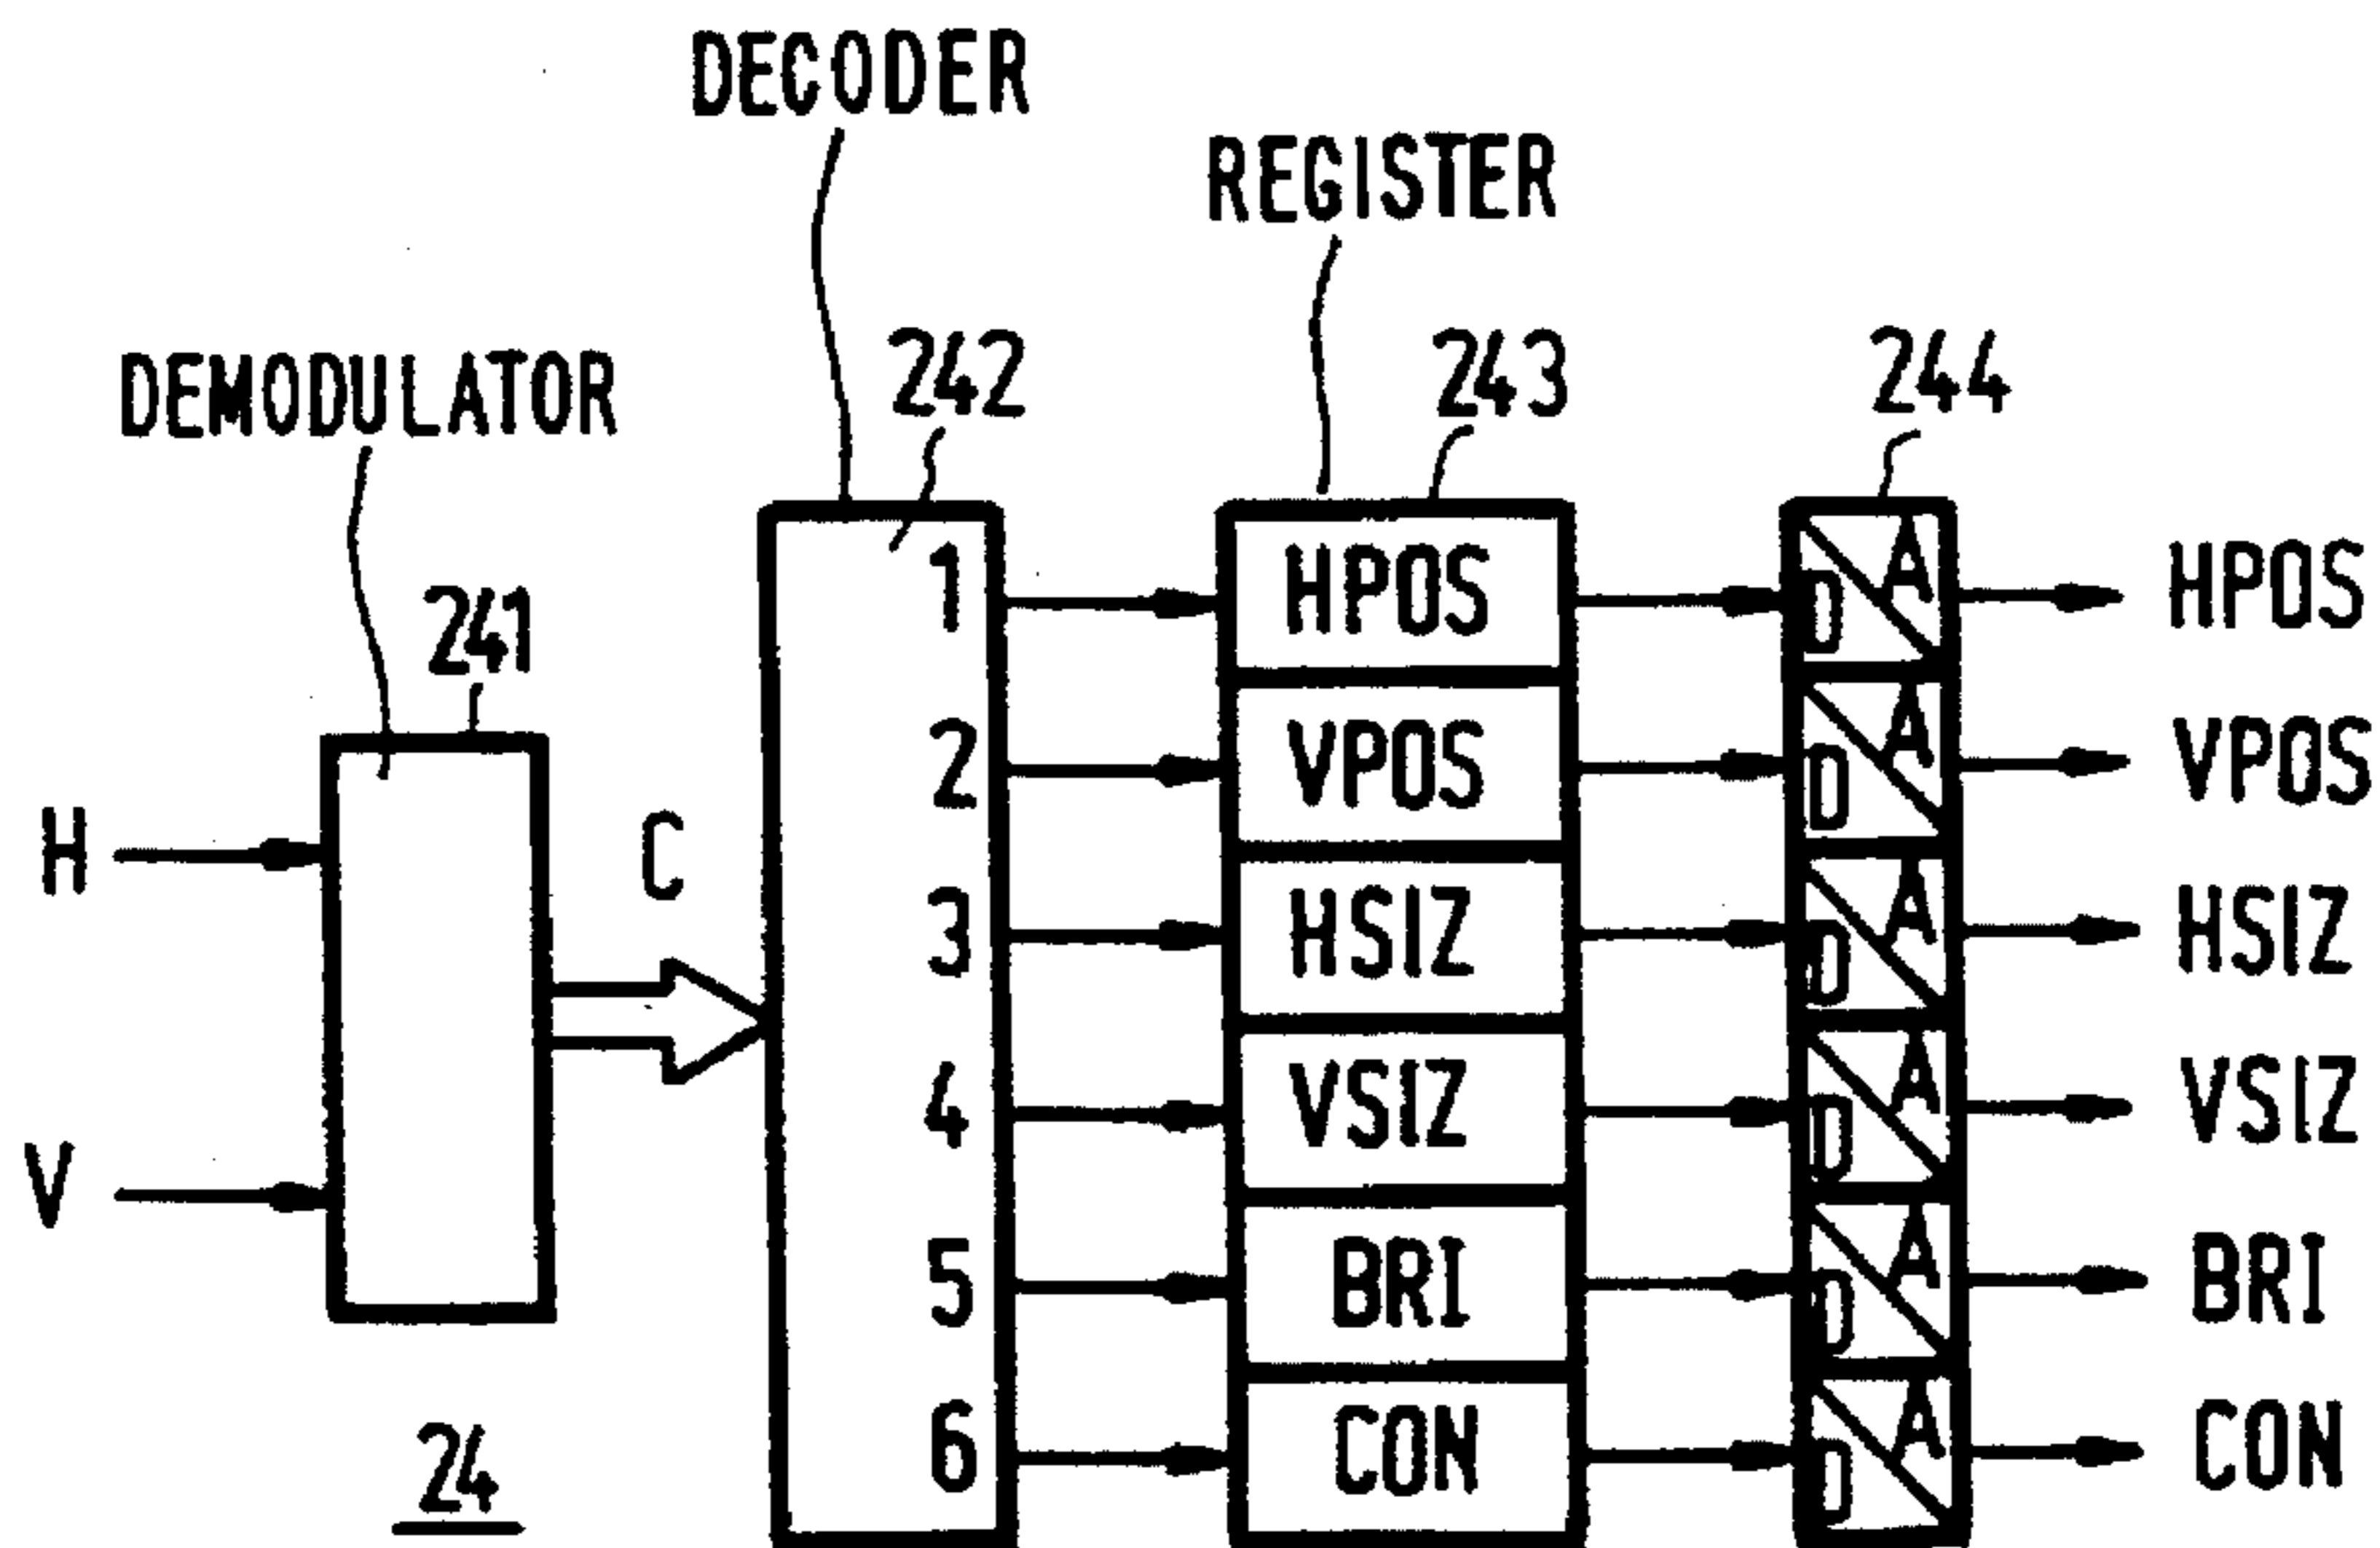 DECODER
REGISTER
DEMODULATOR
242
243
244
241
1
HPOS
D A
HPOS
2
VPOS
D A
VPOS
H
C
3
HSIZ
D A
HSIZ
V
4
VSIZ
D A
VSIZ
5
BRI
D A
BRI
6
CON
D A
CON
24